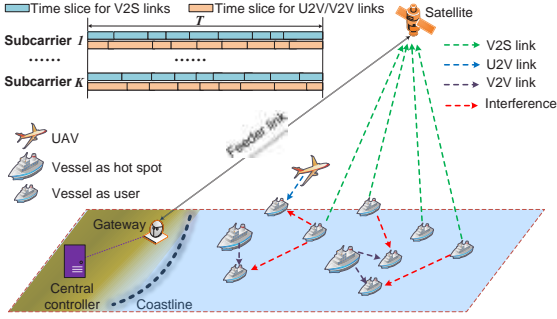 Time slice for V2S links
Time slice for U2V/V2V links
T
Subcarrier 1
......
......
Subcarrier K
Satellite
V2S link
U2V link
V2V link
Interference
Feeder link
UAV
Vessel as hot spot
Vessel as user
Gateway
Central
controller
Coastline